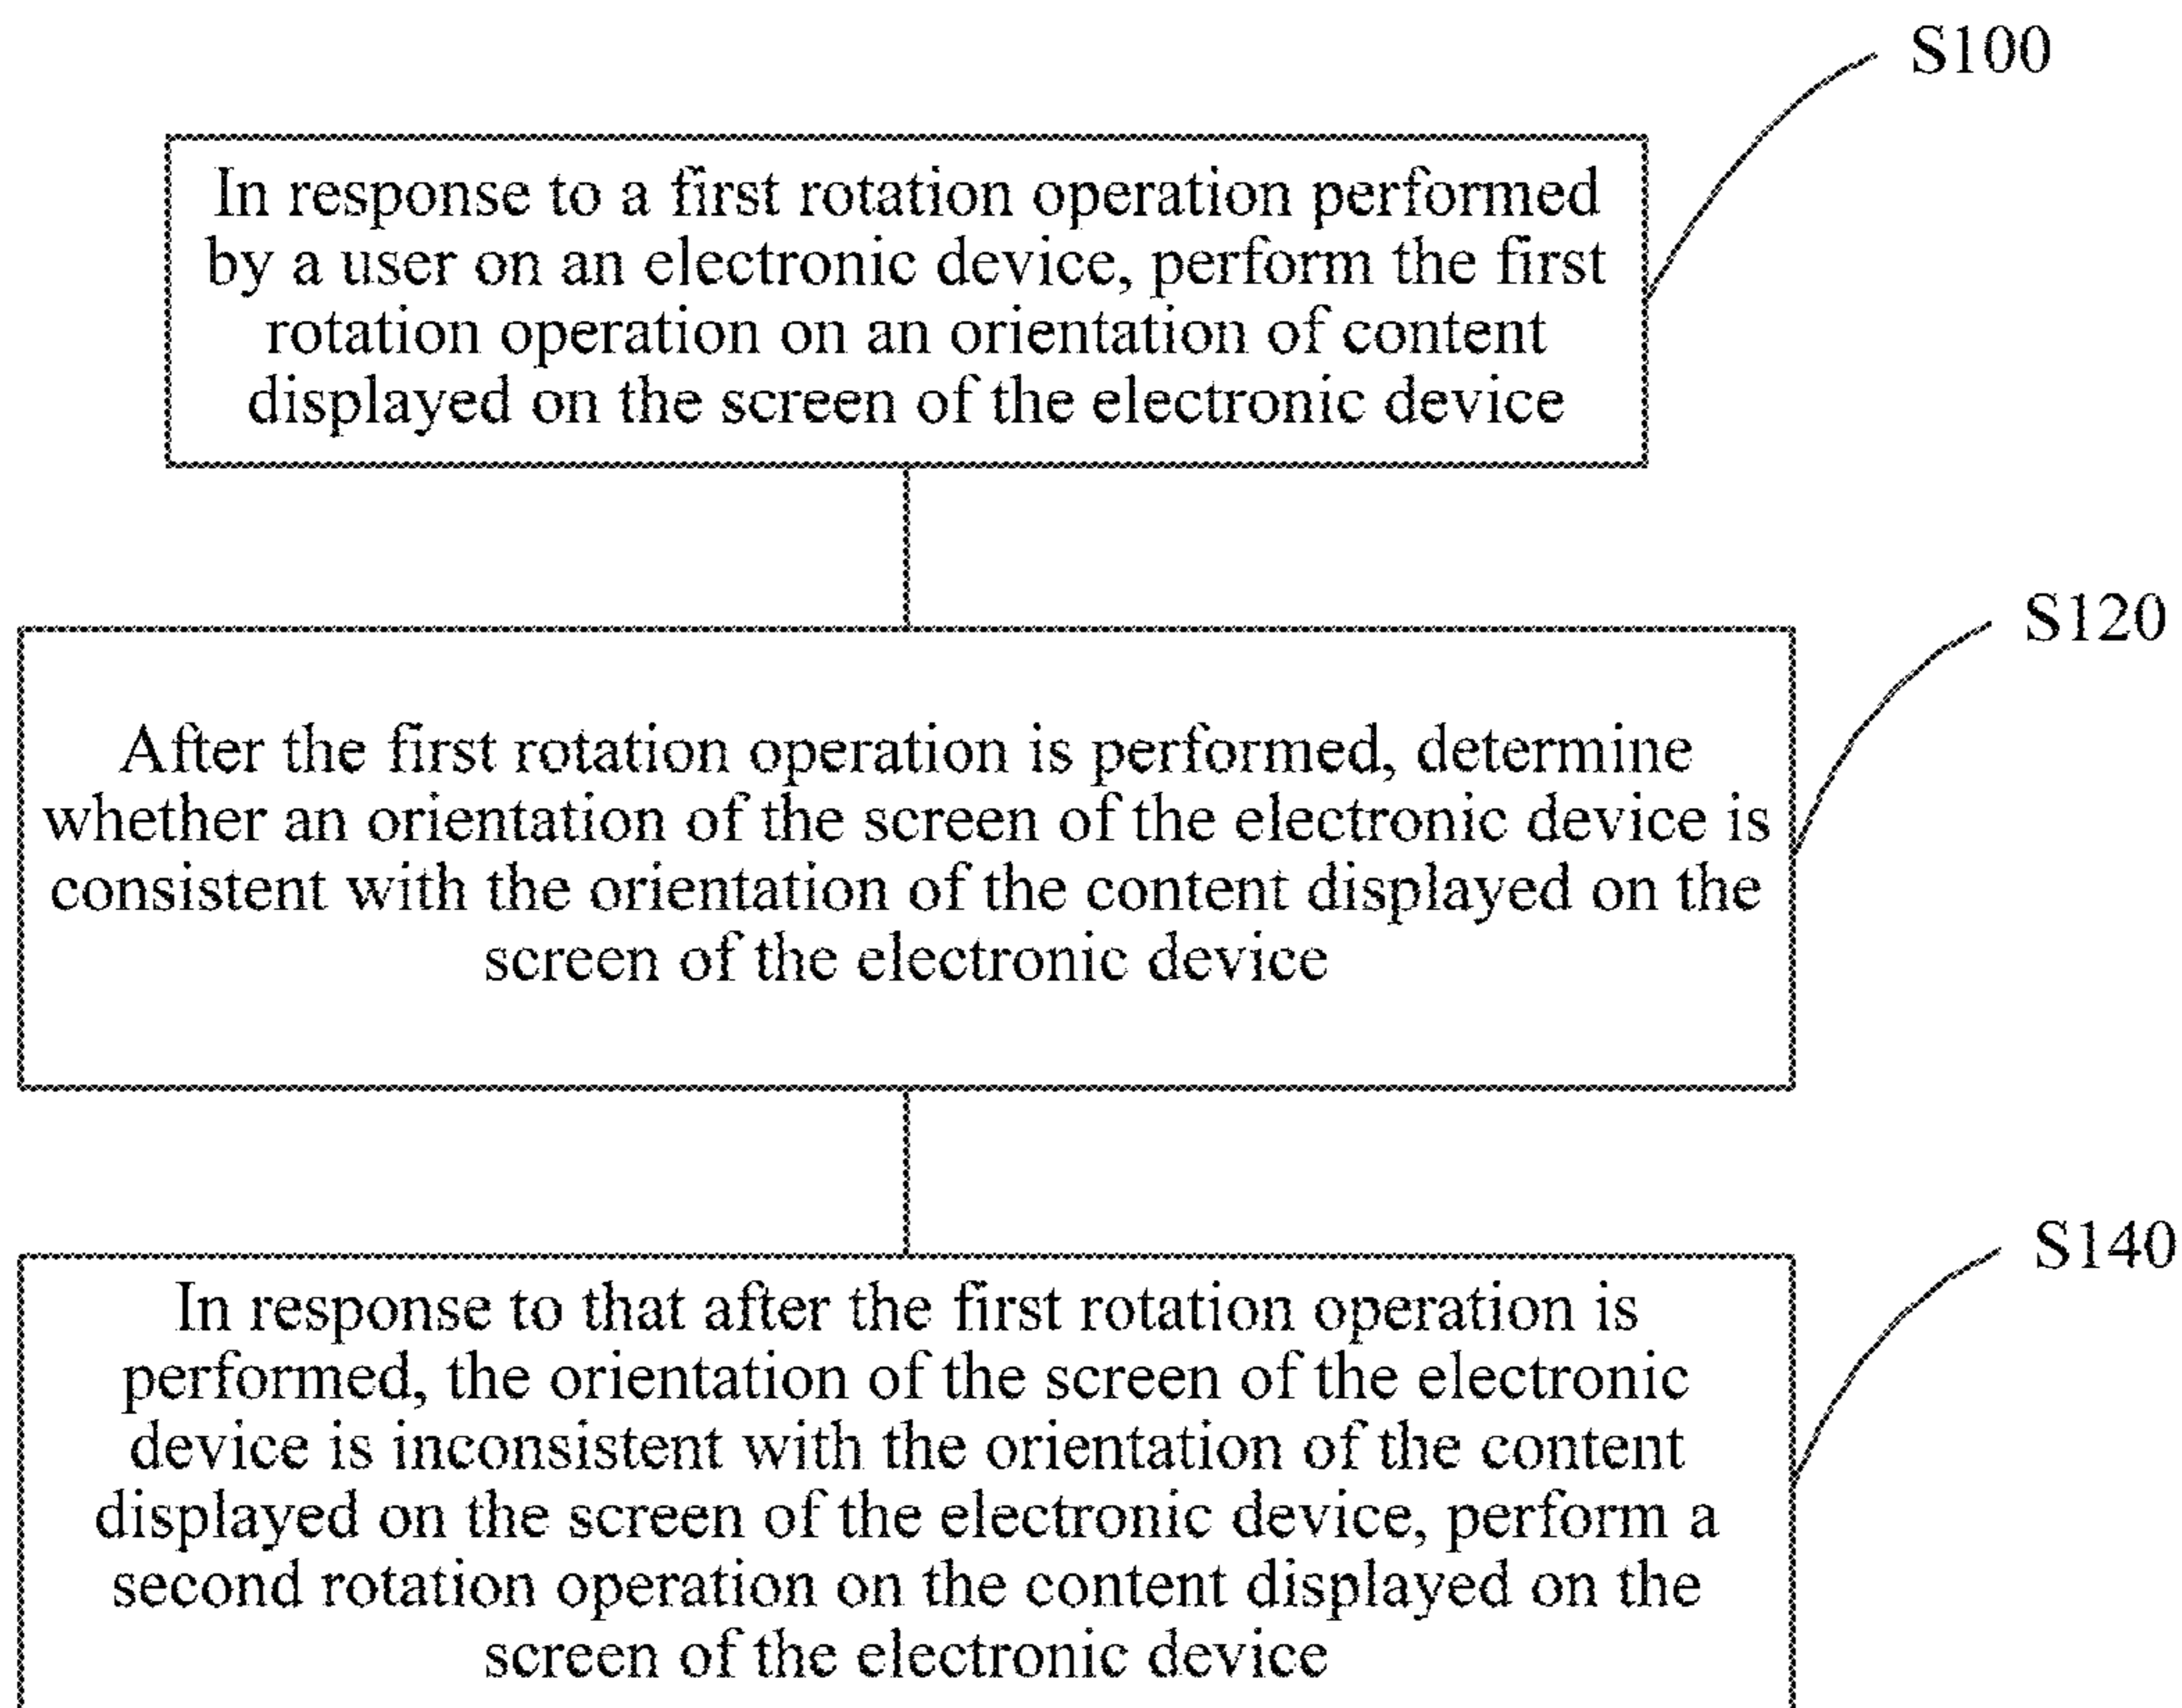 S100
In response to a first rotation operation performed
by a user on an electronic device, perform the first
rotation operation on an orientation of content
displayed on the screen of the electronic device
S120
After the first rotation operation is performed, determine
whether an orientation of the screen of the electronic device is
consistent with the orientation of the content displayed on the
screen of the electronic device
S140
In response to that after the first rotation operation is
performed, the orientation of the screen of the electronic
device is inconsistent with the orientation of the content
displayed on the screen of the electronic device, perform a
second rotation operation on the content displayed on the
screen of the electronic device